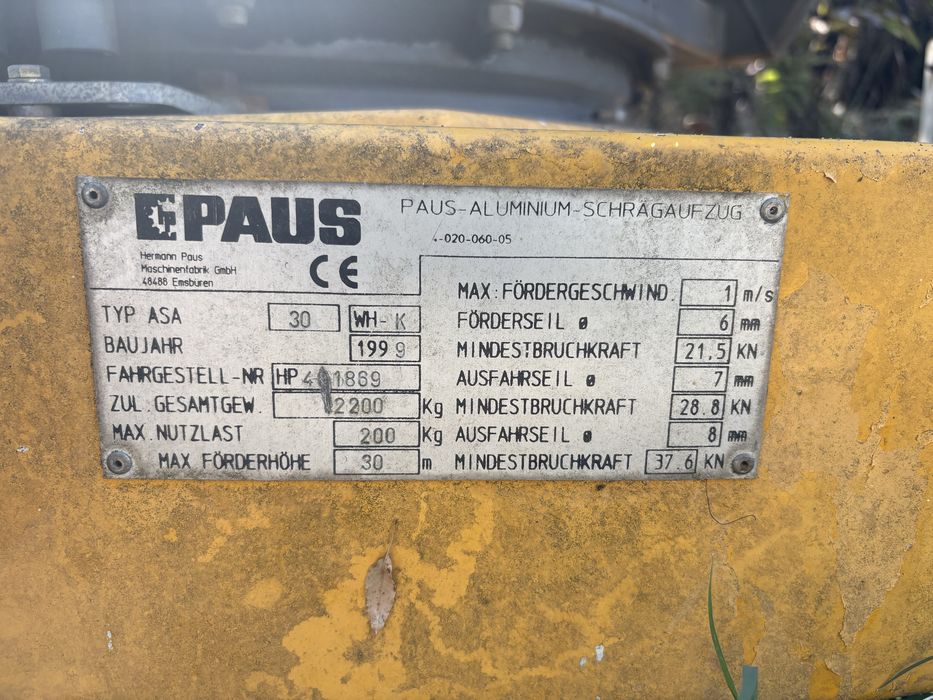 PAUS
PAUS-ALUMINIUM-SCHRÄGAUFZUG
4-020-060-05
Hermann Paus
Maschinenfabrik GmbH
48488 Emsbüren
CE
TYP ASA 30 WH-K
BAUJAHR 1999
FAHRGESTELL-NR HP 401869
ZUL.GESAMTGEW. 2200 Kg
MAX.NUTZLAST 200 Kg
MAX FÖRDERHÖHE 30 m
MAX.FÖRDERGESCHWIND. 1 m/s
FÖRDERSEIL ø 6 mm
MINDESTBRUCHKRAFT 21,5 KN
AUSFAHRSEIL ø 7 mm
MINDESTBRUCHKRAFT 28.8 KN
AUSFAHRSEIL ø 8 mm
MINDESTBRUCHKRAFT 37.6 KN